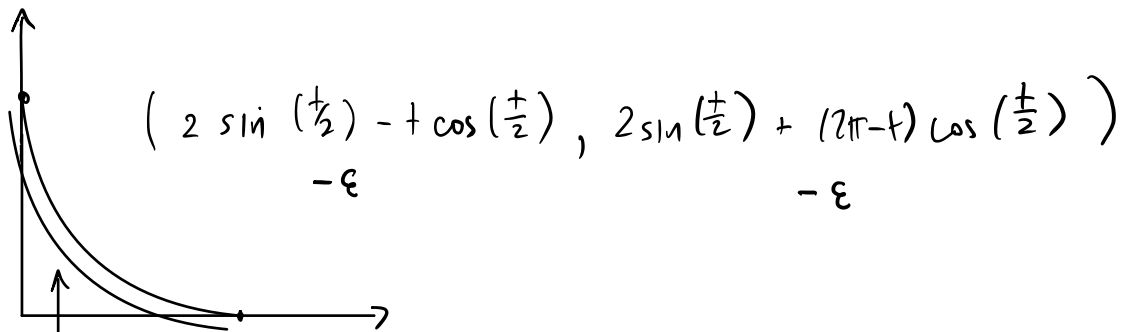 ( 2 sin (t/2) - t cos (t/2) , 2 sin (t/2) + (2π-t) cos (t/2) )
-ε -ε